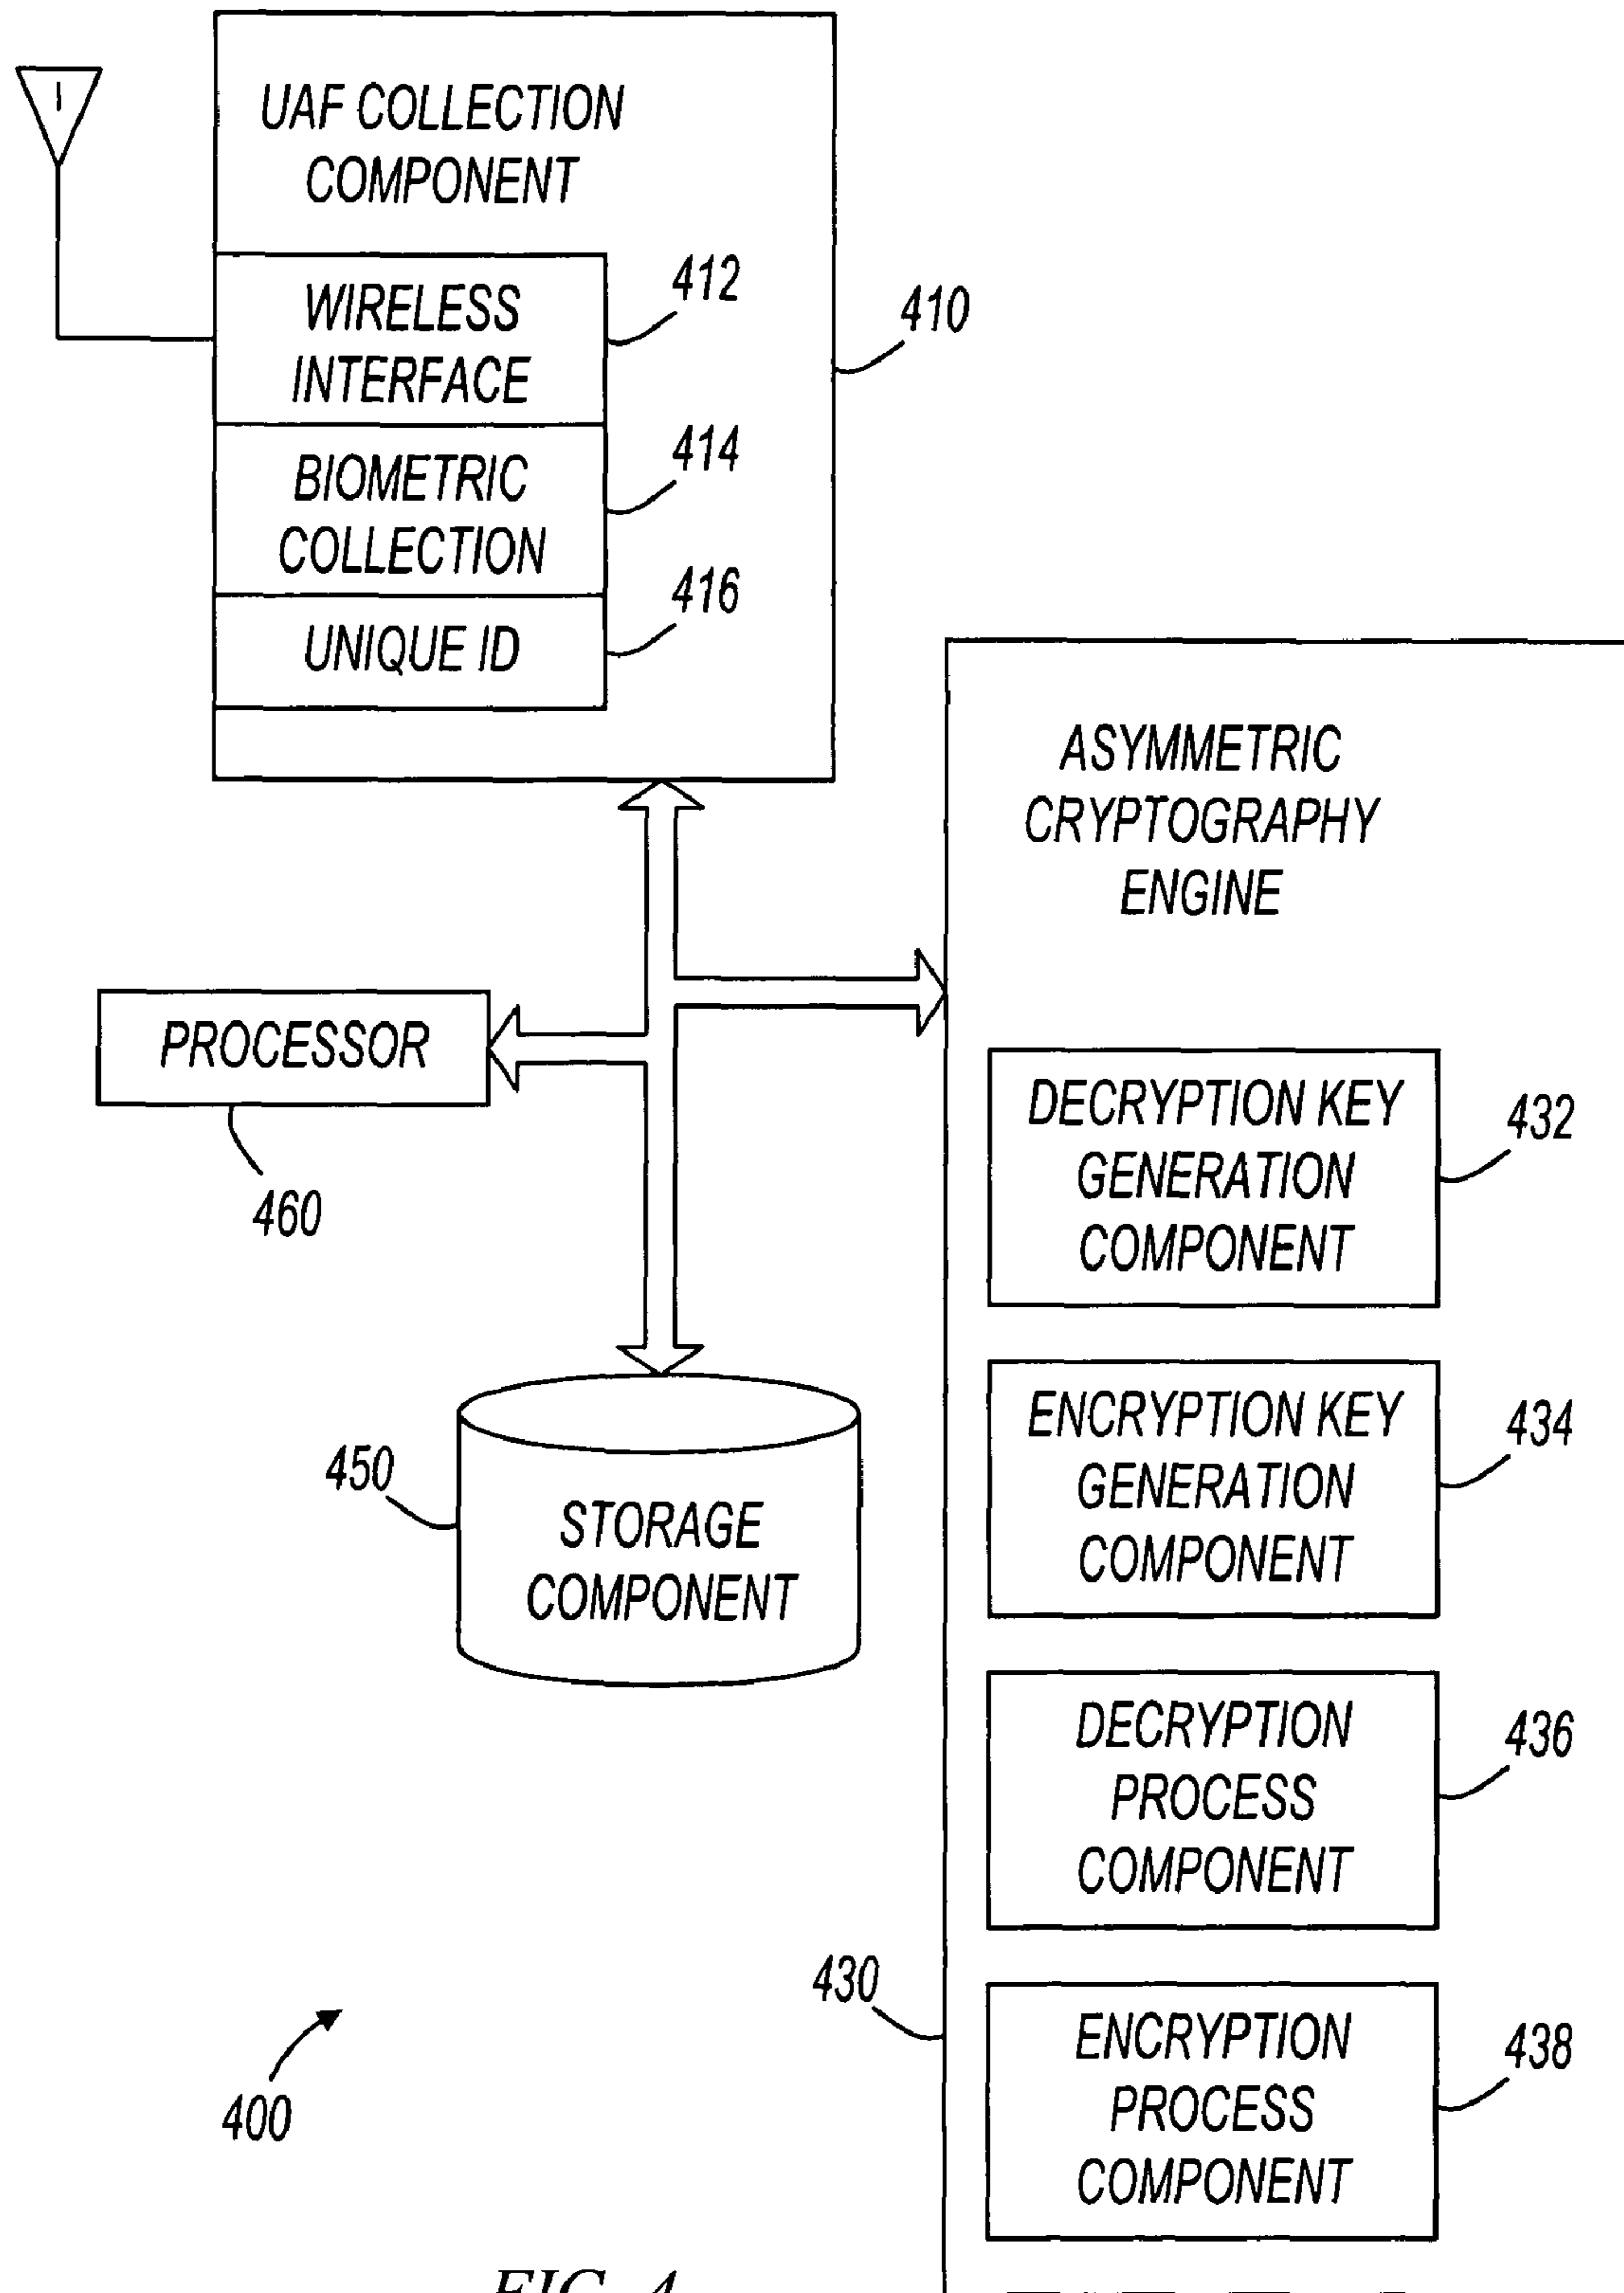 UAF COLLECTION
COMPONENT
WIRELESS
INTERFACE
412
410
BIOMETRIC
COLLECTION
414
UNIQUE ID
416
ASYMMETRIC
CRYPTOGRAPHY
ENGINE
PROCESSOR
460
DECRYPTION KEY
GENERATION
COMPONENT
432
ENCRYPTION KEY
GENERATION
COMPONENT
434
450
STORAGE
COMPONENT
DECRYPTION
PROCESS
COMPONENT
436
430
ENCRYPTION
PROCESS
COMPONENT
438
400
FIG. 4